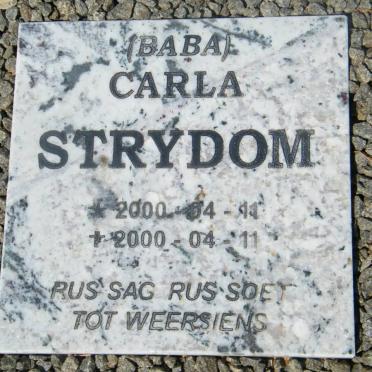 (BABA)
CARLA
STRYDOM
* 2000 - 04 - 11
+ 2000 - 04 - 11
RUS SAG RUS SOET
TOT WEERSIENS